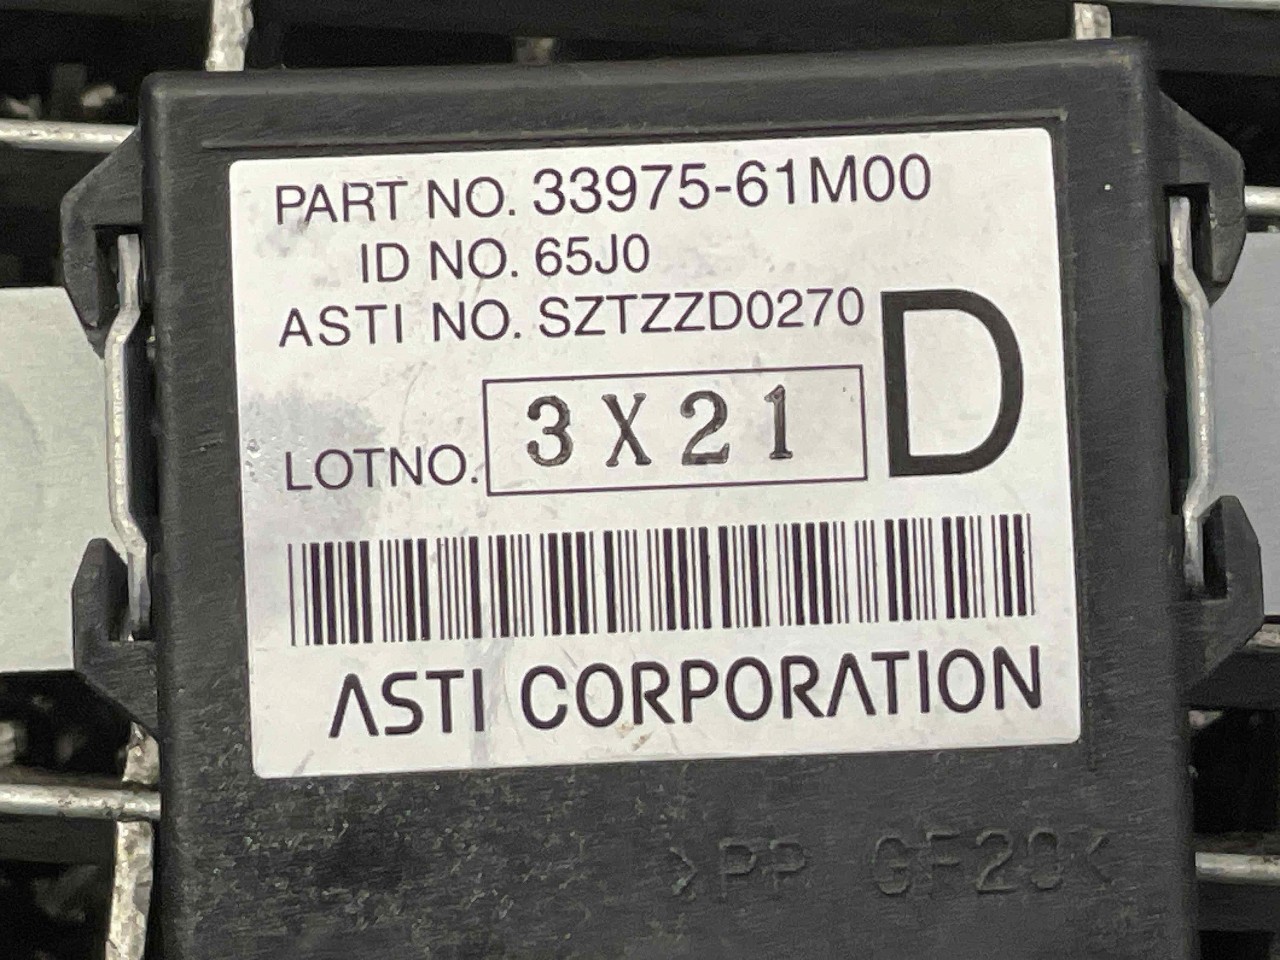 PART NO. 33975-61M00
ID NO. 65J0
ASTI NO. SZTZZD0270
D
LOTNO. 3X21
ASTI CORPORATION
>PP GF20<